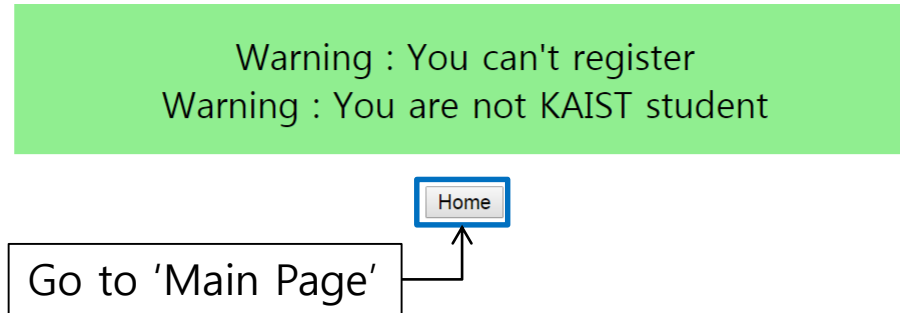 Warning : You can't register
Warning : You are not KAIST student
Home
Go to ‘Main Page’